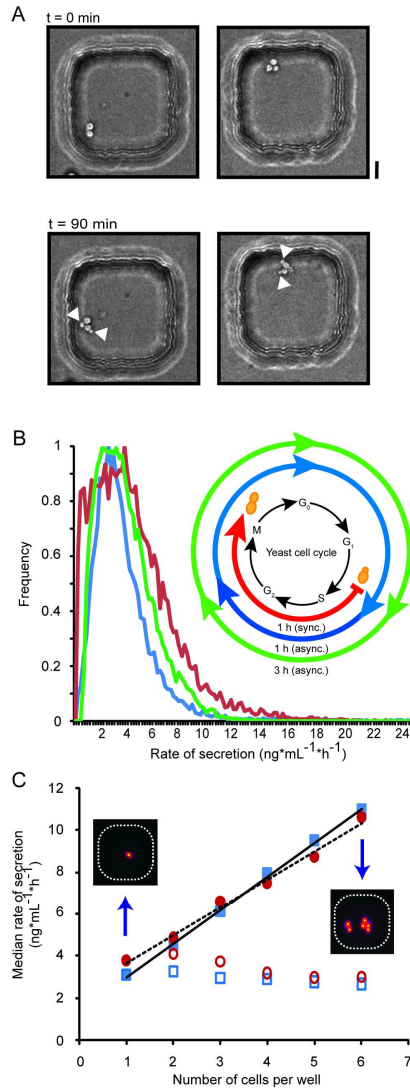 A
t = 0 min
t = 90 min
B
1
0.8
0.6
0.4
0.2
0
Frequency
2 4 6 8 10 12 14 16 18 20 22 24
Rate of secretion (ng*mL-1*h-1)
G0
G1
S
G2
M
Yeast cell cycle
1 h (sync.)
1 h (async.)
3 h (async.)
C
12
10
8
6
4
2
0
Median rate of secretion
(ng*mL-1*h-1)
0 1 2 3 4 5 6 7
Number of cells per well